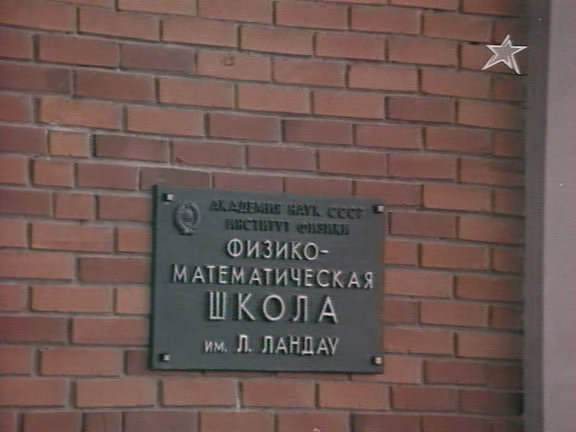 АКАДЕМИЯ НАУК СССР
ИНСТИТУТ ФИЗИКИ
ФИЗИКО-
МАТЕМАТИЧЕСКАЯ
ШКОЛА
им. Л. ЛАНДАУ